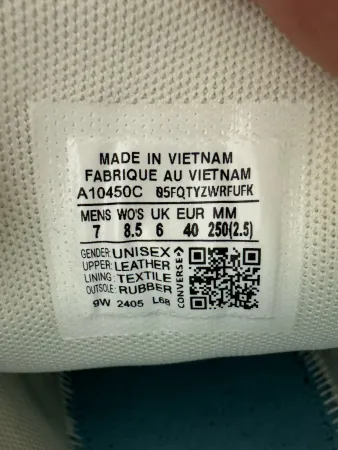 MADE IN VIETNAM
FABRIQUE AU VIETNAM
A10450C 05FQTYZWRFUFK
MENS WO'S UK EUR MM
7 8.5 6 40 250(2.5)
GENDER: UNISEX
UPPER: LEATHER
LINING: TEXTILE
OUTSOLE: RUBBER
9W 2405 L68
CONVERSE